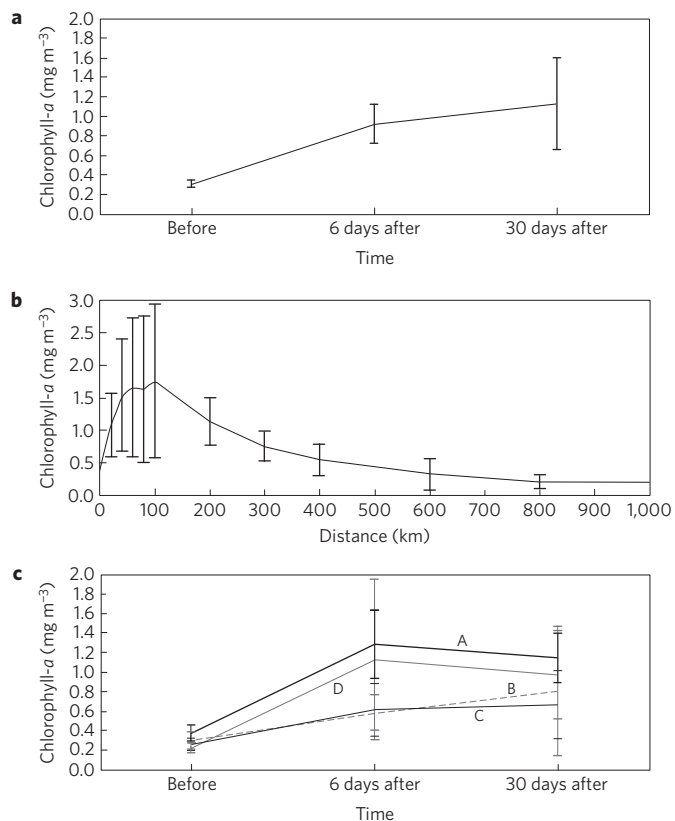 a
Chlorophyll-a (mg m⁻³)
2.0
1.8
1.6
1.4
1.2
1.0
0.8
0.6
0.4
0.2
0.0
Before 6 days after 30 days after
Time
b
Chlorophyll-a (mg m⁻³)
3.0
2.5
2.0
1.5
1.0
0.5
0.0
0 100 200 300 400 500 600 700 800 900 1,000
Distance (km)
c
Chlorophyll-a (mg m⁻³)
2.0
1.8
1.6
1.4
1.2
1.0
0.8
0.6
0.4
0.2
0.0
A
D
B
C
Before 6 days after 30 days after
Time